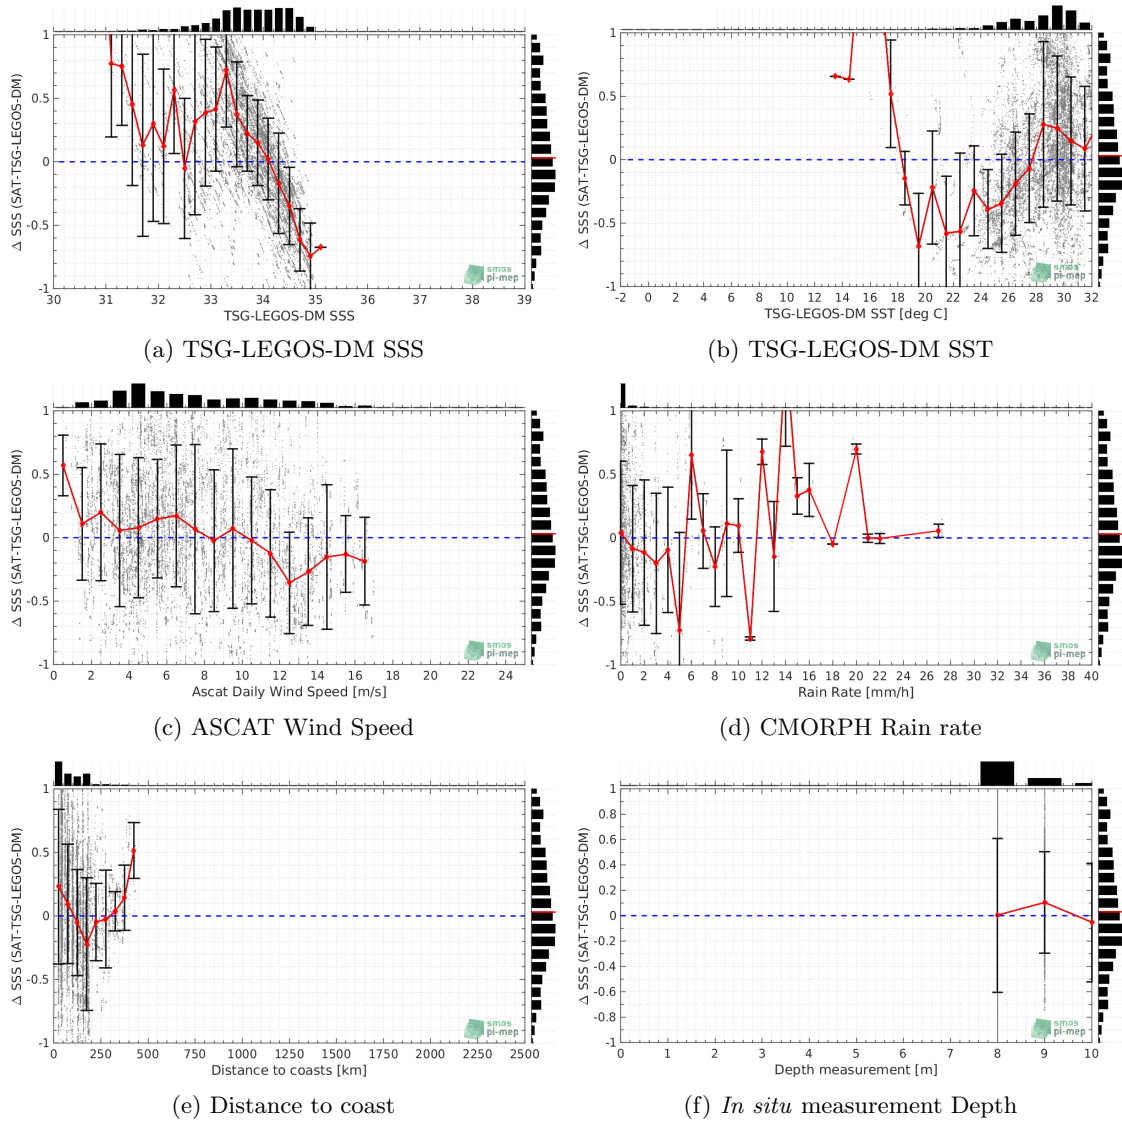 Δ SSS (SAT-TSG-LEGOS-DM)
1
0.5
0
-0.5
-1
30 31 32 33 34 35 36 37 38 39
TSG-LEGOS-DM SSS
smos
pi-mep
(a) TSG-LEGOS-DM SSS
Δ SSS (SAT-TSG-LEGOS-DM)
1
0.5
0
-0.5
-1
-2 0 2 4 6 8 10 12 14 16 18 20 22 24 26 28 30 32
TSG-LEGOS-DM SST [deg C]
smos
pi-mep
(b) TSG-LEGOS-DM SST
Δ SSS (SAT-TSG-LEGOS-DM)
1
0.5
0
-0.5
-1
0 2 4 6 8 10 12 14 16 18 20 22 24
Ascat Daily Wind Speed [m/s]
smos
pi-mep
(c) ASCAT Wind Speed
Δ SSS (SAT-TSG-LEGOS-DM)
1
0.5
0
-0.5
-1
0 2 4 6 8 10 12 14 16 18 20 22 24 26 28 30 32 34 36 38 40
Rain Rate [mm/h]
smos
pi-mep
(d) CMORPH Rain rate
Δ SSS (SAT-TSG-LEGOS-DM)
1
0.5
0
-0.5
-1
0 250 500 750 1000 1250 1500 1750 2000 2250 2500
Distance to coasts [km]
smos
pi-mep
(e) Distance to coast
Δ SSS (SAT-TSG-LEGOS-DM)
1
0.8
0.6
0.4
0.2
0
-0.2
-0.4
-0.6
-0.8
-1
0 1 2 3 4 5 6 7 8 9 10
Depth measurement [m]
smos
pi-mep
(f) In situ measurement Depth